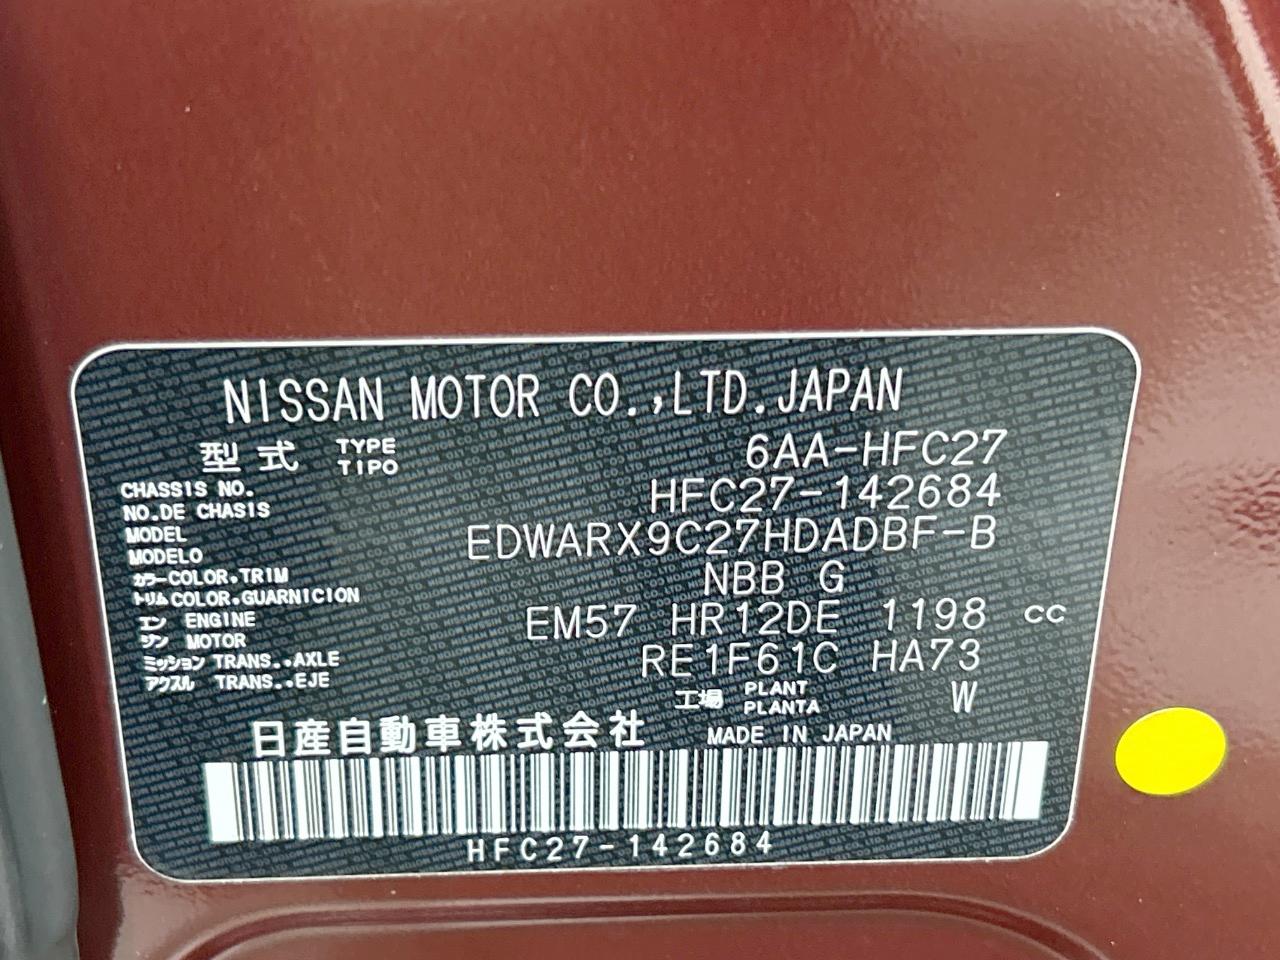 NISSAN MOTOR CO.,LTD.JAPAN
型式 TYPE TIPO 6AA-HFC27
CHASSIS NO.
NO.DE CHASIS HFC27-142684
MODEL
MODELO EDWARX9C27HDADBF-B
カラー COLOR.TRIM
トリム COLOR.GUARNICION NBB G
エン ENGINE
ジン MOTOR EM57 HR12DE 1198 cc
ミッション TRANS..AXLE
アクスル TRANS..EJE RE1F61C HA73
工場 PLANT PLANTA W
日産自動車株式会社 MADE IN JAPAN
HFC27-142684